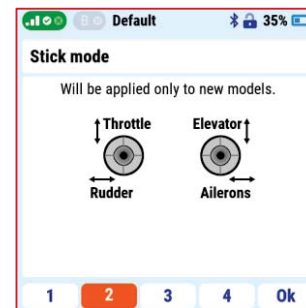 B Default 35%
Stick mode
Will be applied only to new models.
Throttle Elevator
Rudder Ailerons
1 2 3 4 Ok